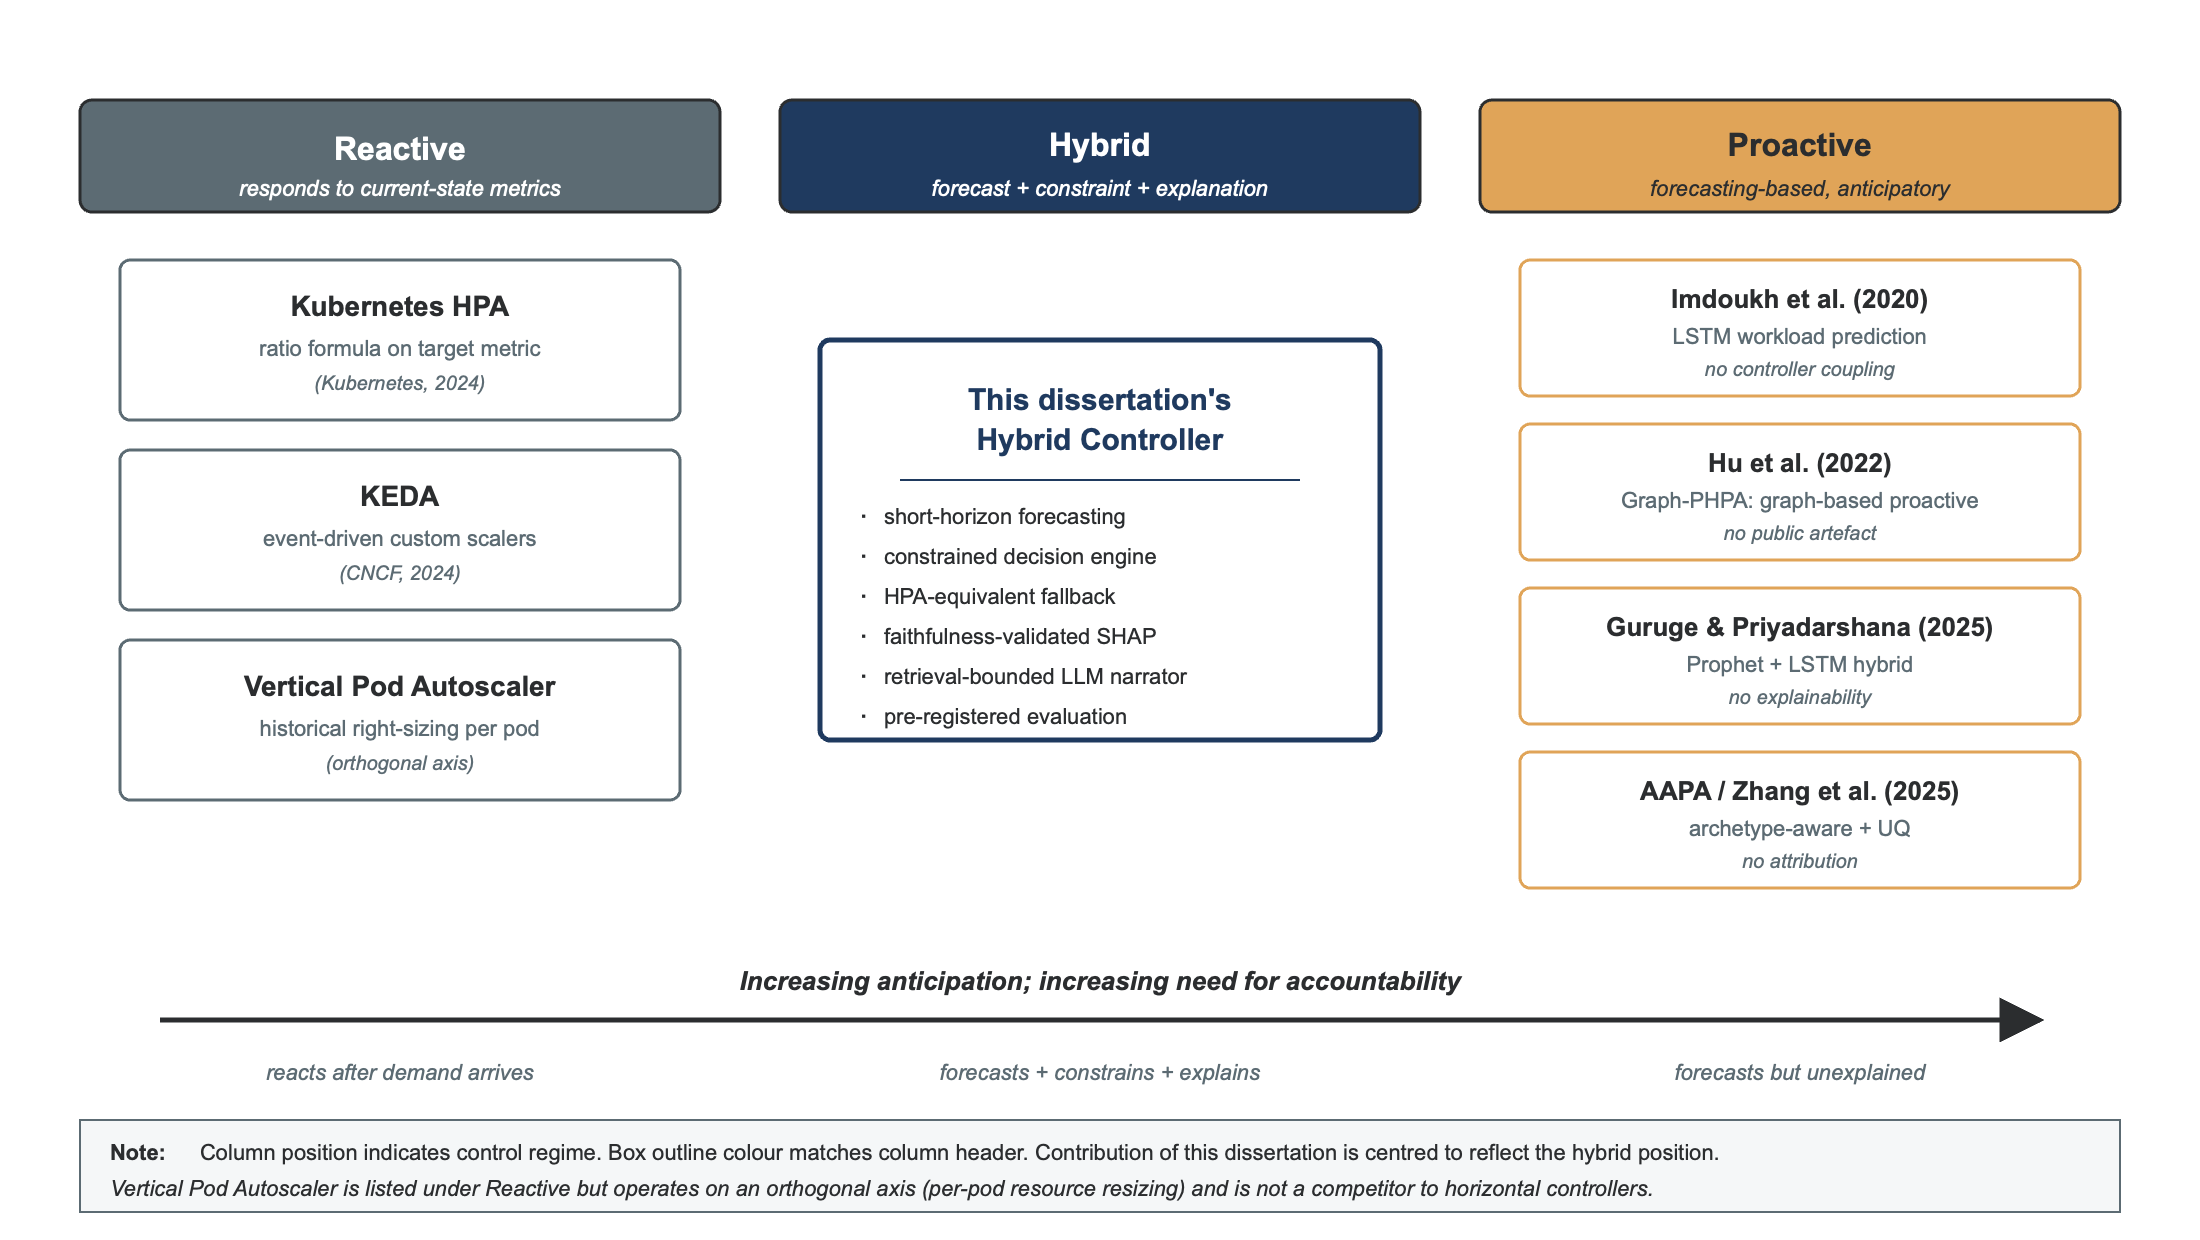 Reactive
responds to current-state metrics
Kubernetes HPA
ratio formula on target metric
(Kubernetes, 2024)
KEDA
event-driven custom scalers
(CNCF, 2024)
Vertical Pod Autoscaler
historical right-sizing per pod
(orthogonal axis)
Hybrid
forecast + constraint + explanation
This dissertation's
Hybrid Controller
· short-horizon forecasting
· constrained decision engine
· HPA-equivalent fallback
· faithfulness-validated SHAP
· retrieval-bounded LLM narrator
· pre-registered evaluation
Proactive
forecasting-based, anticipatory
Imdoukh et al. (2020)
LSTM workload prediction
no controller coupling
Hu et al. (2022)
Graph-PHPA: graph-based proactive
no public artefact
Guruge & Priyadarshana (2025)
Prophet + LSTM hybrid
no explainability
AAPA / Zhang et al. (2025)
archetype-aware + UQ
no attribution
Increasing anticipation; increasing need for accountability
reacts after demand arrives
forecasts + constrains + explains
forecasts but unexplained
Note: Column position indicates control regime. Box outline colour matches column header. Contribution of this dissertation is centred to reflect the hybrid position.
Vertical Pod Autoscaler is listed under Reactive but operates on an orthogonal axis (per-pod resource resizing) and is not a competitor to horizontal controllers.